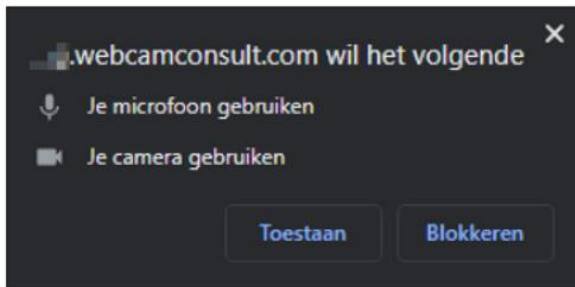 .webcamconsult.com wil het volgende
Je microfoon gebruiken
Je camera gebruiken
Toestaan
Blokkeren